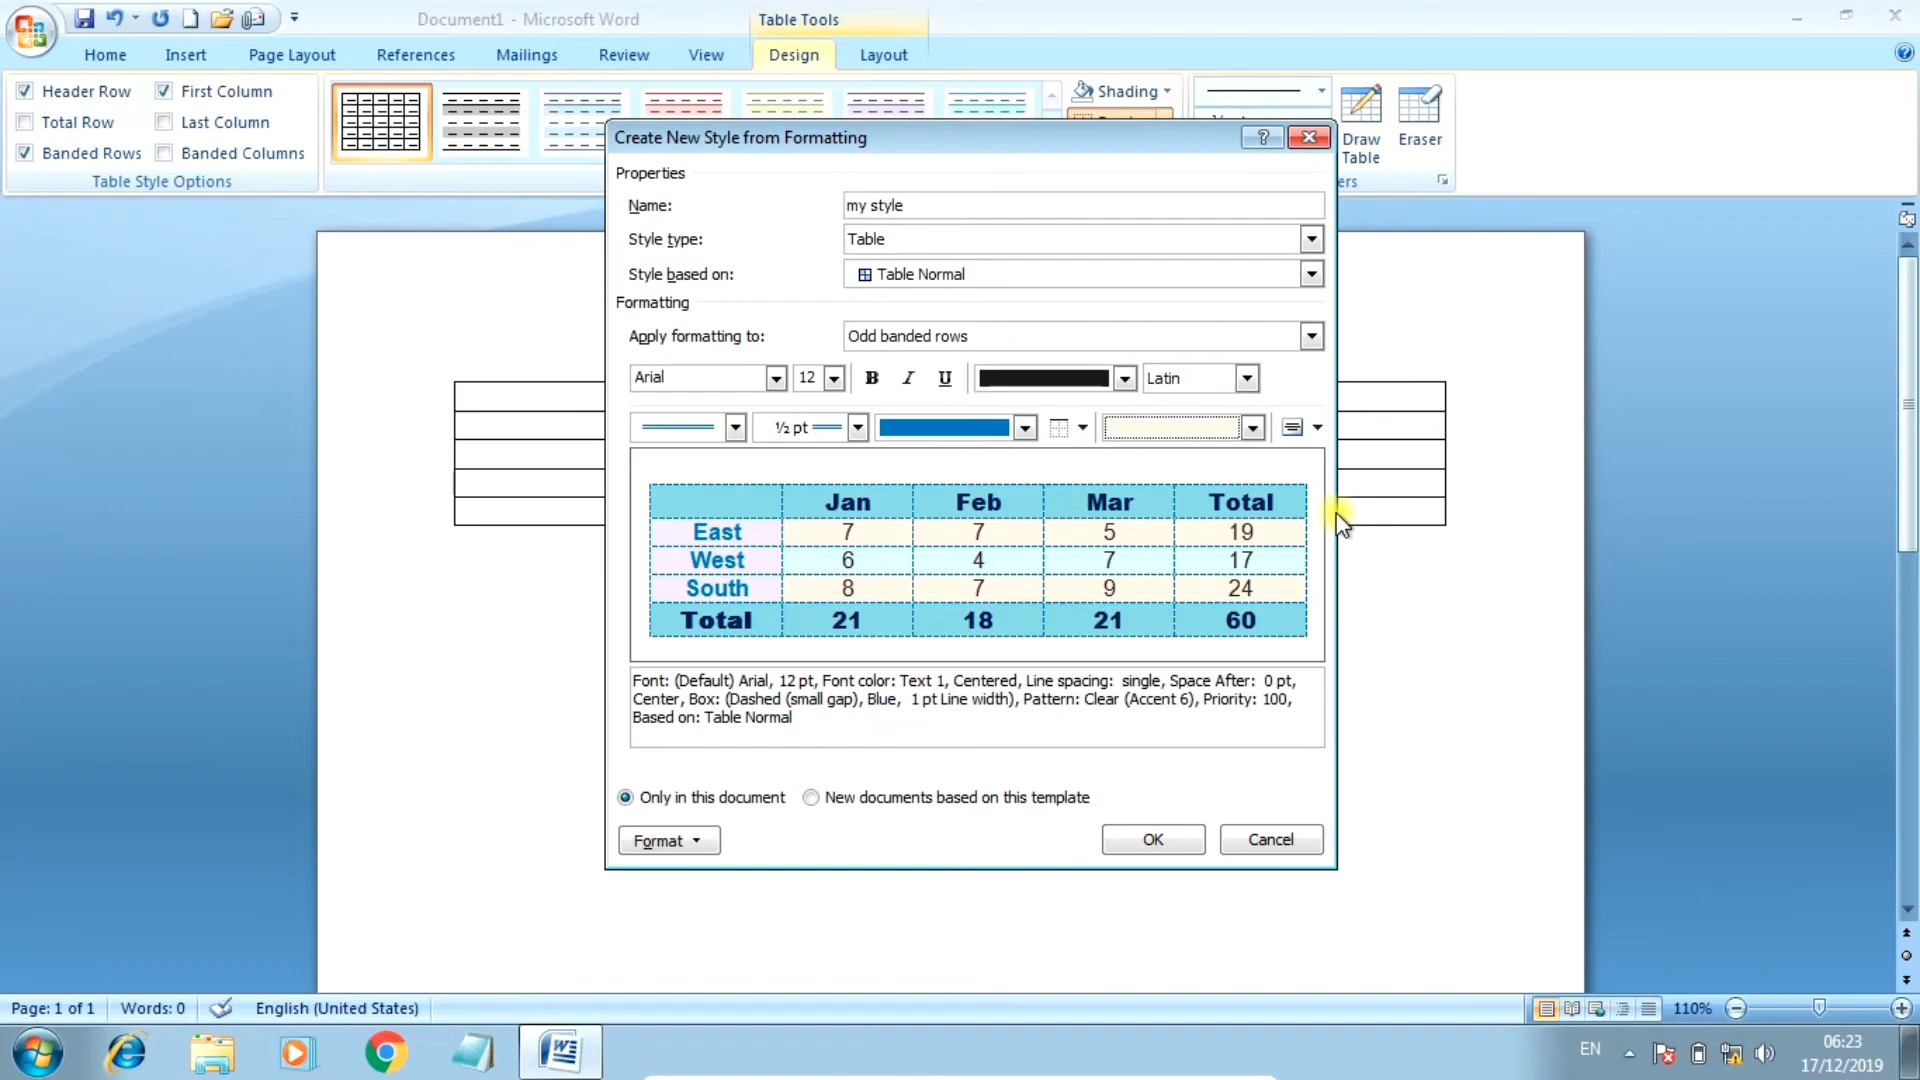 Document1 - Microsoft Word
Table Tools
Home Insert Page Layout References Mailings Review View Design Layout
Header Row First Column
Total Row Last Column
Banded Rows Banded Columns
Table Style Options
Shading
Draw Table
Eraser
Create New Style from Formatting
Properties
Name: my style
Style type: Table
Style based on: Table Normal
Formatting
Apply formatting to: Odd banded rows
Arial 12 B I U Latin
½ pt
Jan Feb Mar Total
East 7 7 5 19
West 6 4 7 17
South 8 7 9 24
Total 21 18 21 60
Font: (Default) Arial, 12 pt, Font color: Text 1, Centered, Line spacing: single, Space After: 0 pt,
Center, Box: (Dashed (small gap), Blue, 1 pt Line width), Pattern: Clear (Accent 6), Priority: 100,
Based on: Table Normal
Only in this document New documents based on this template
Format OK Cancel
Page: 1 of 1 Words: 0 English (United States) 110%
EN 06:23
17/12/2019